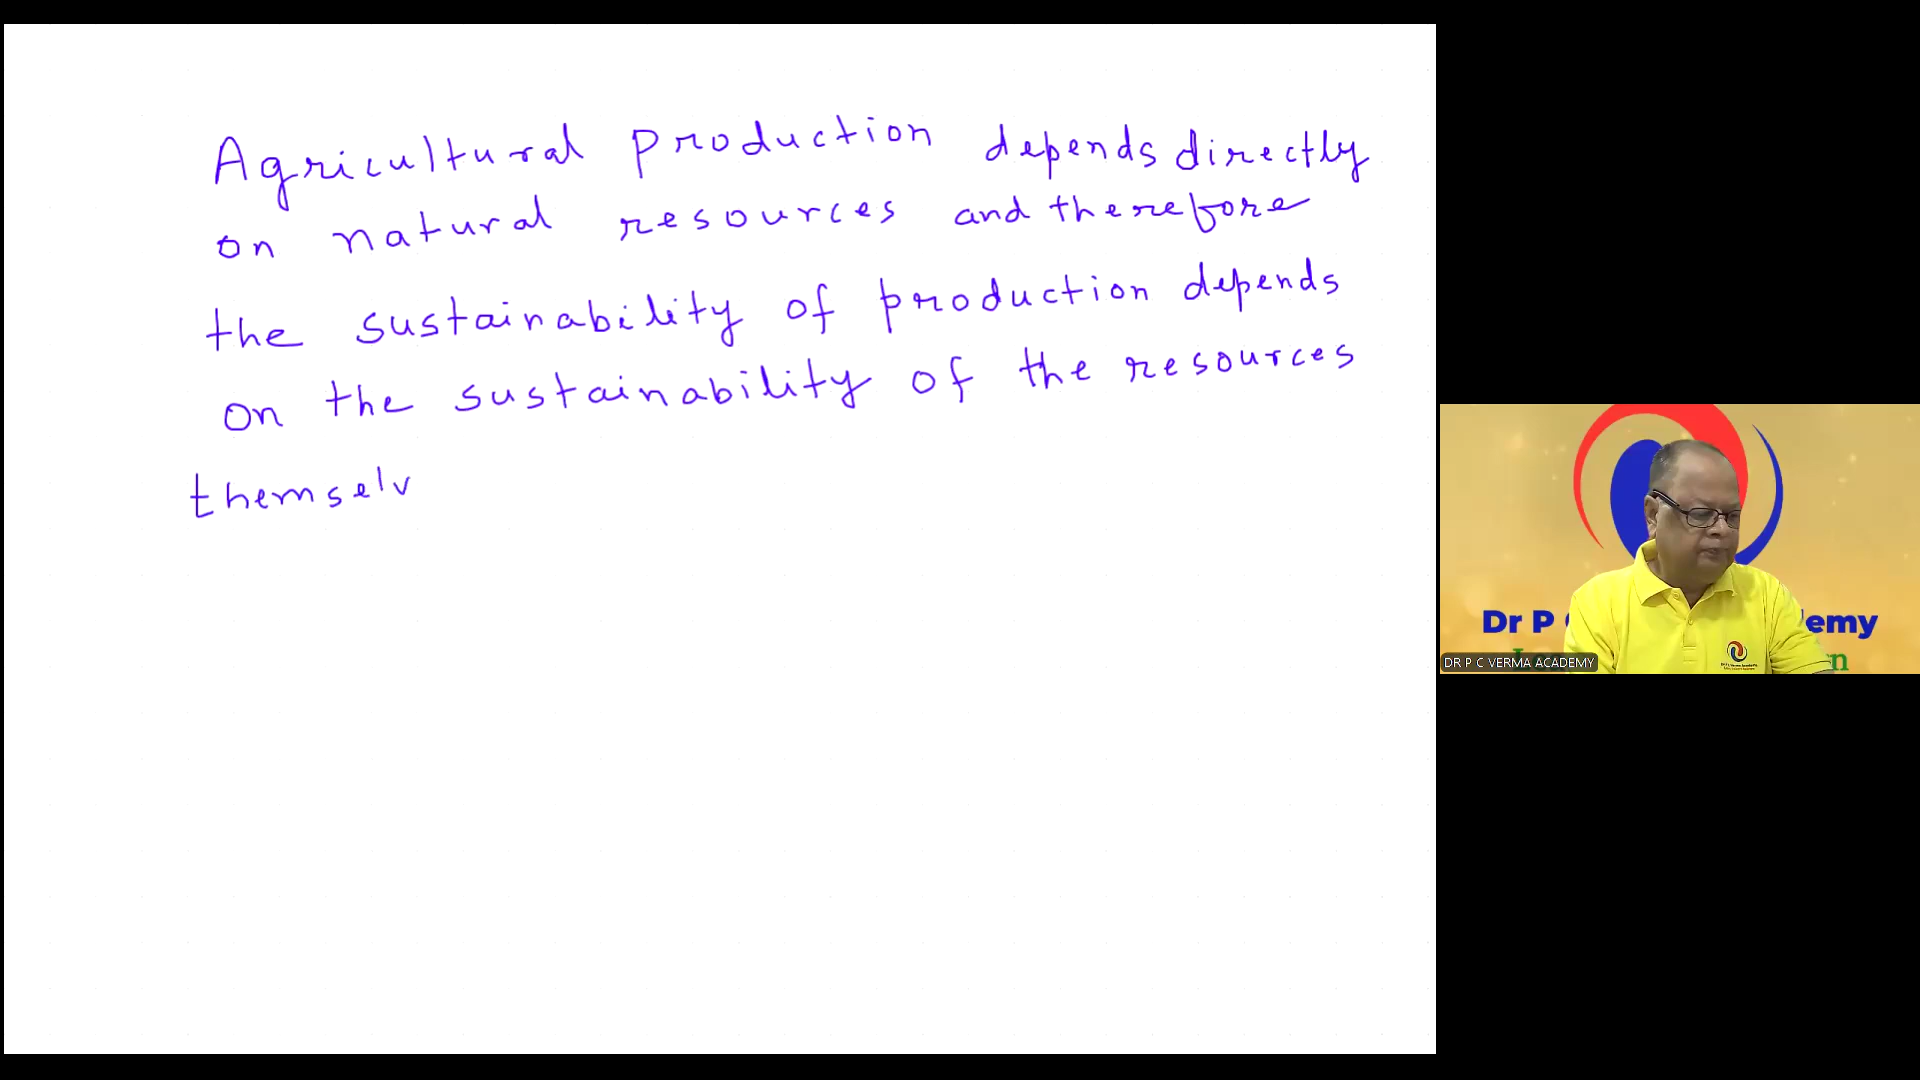 Agricultural production depends directly
on natural resources and therefore
the sustainability of production depends
on the sustainability of the resources
themselv
Dr P
emy
DR P C VERMA ACADEMY
n